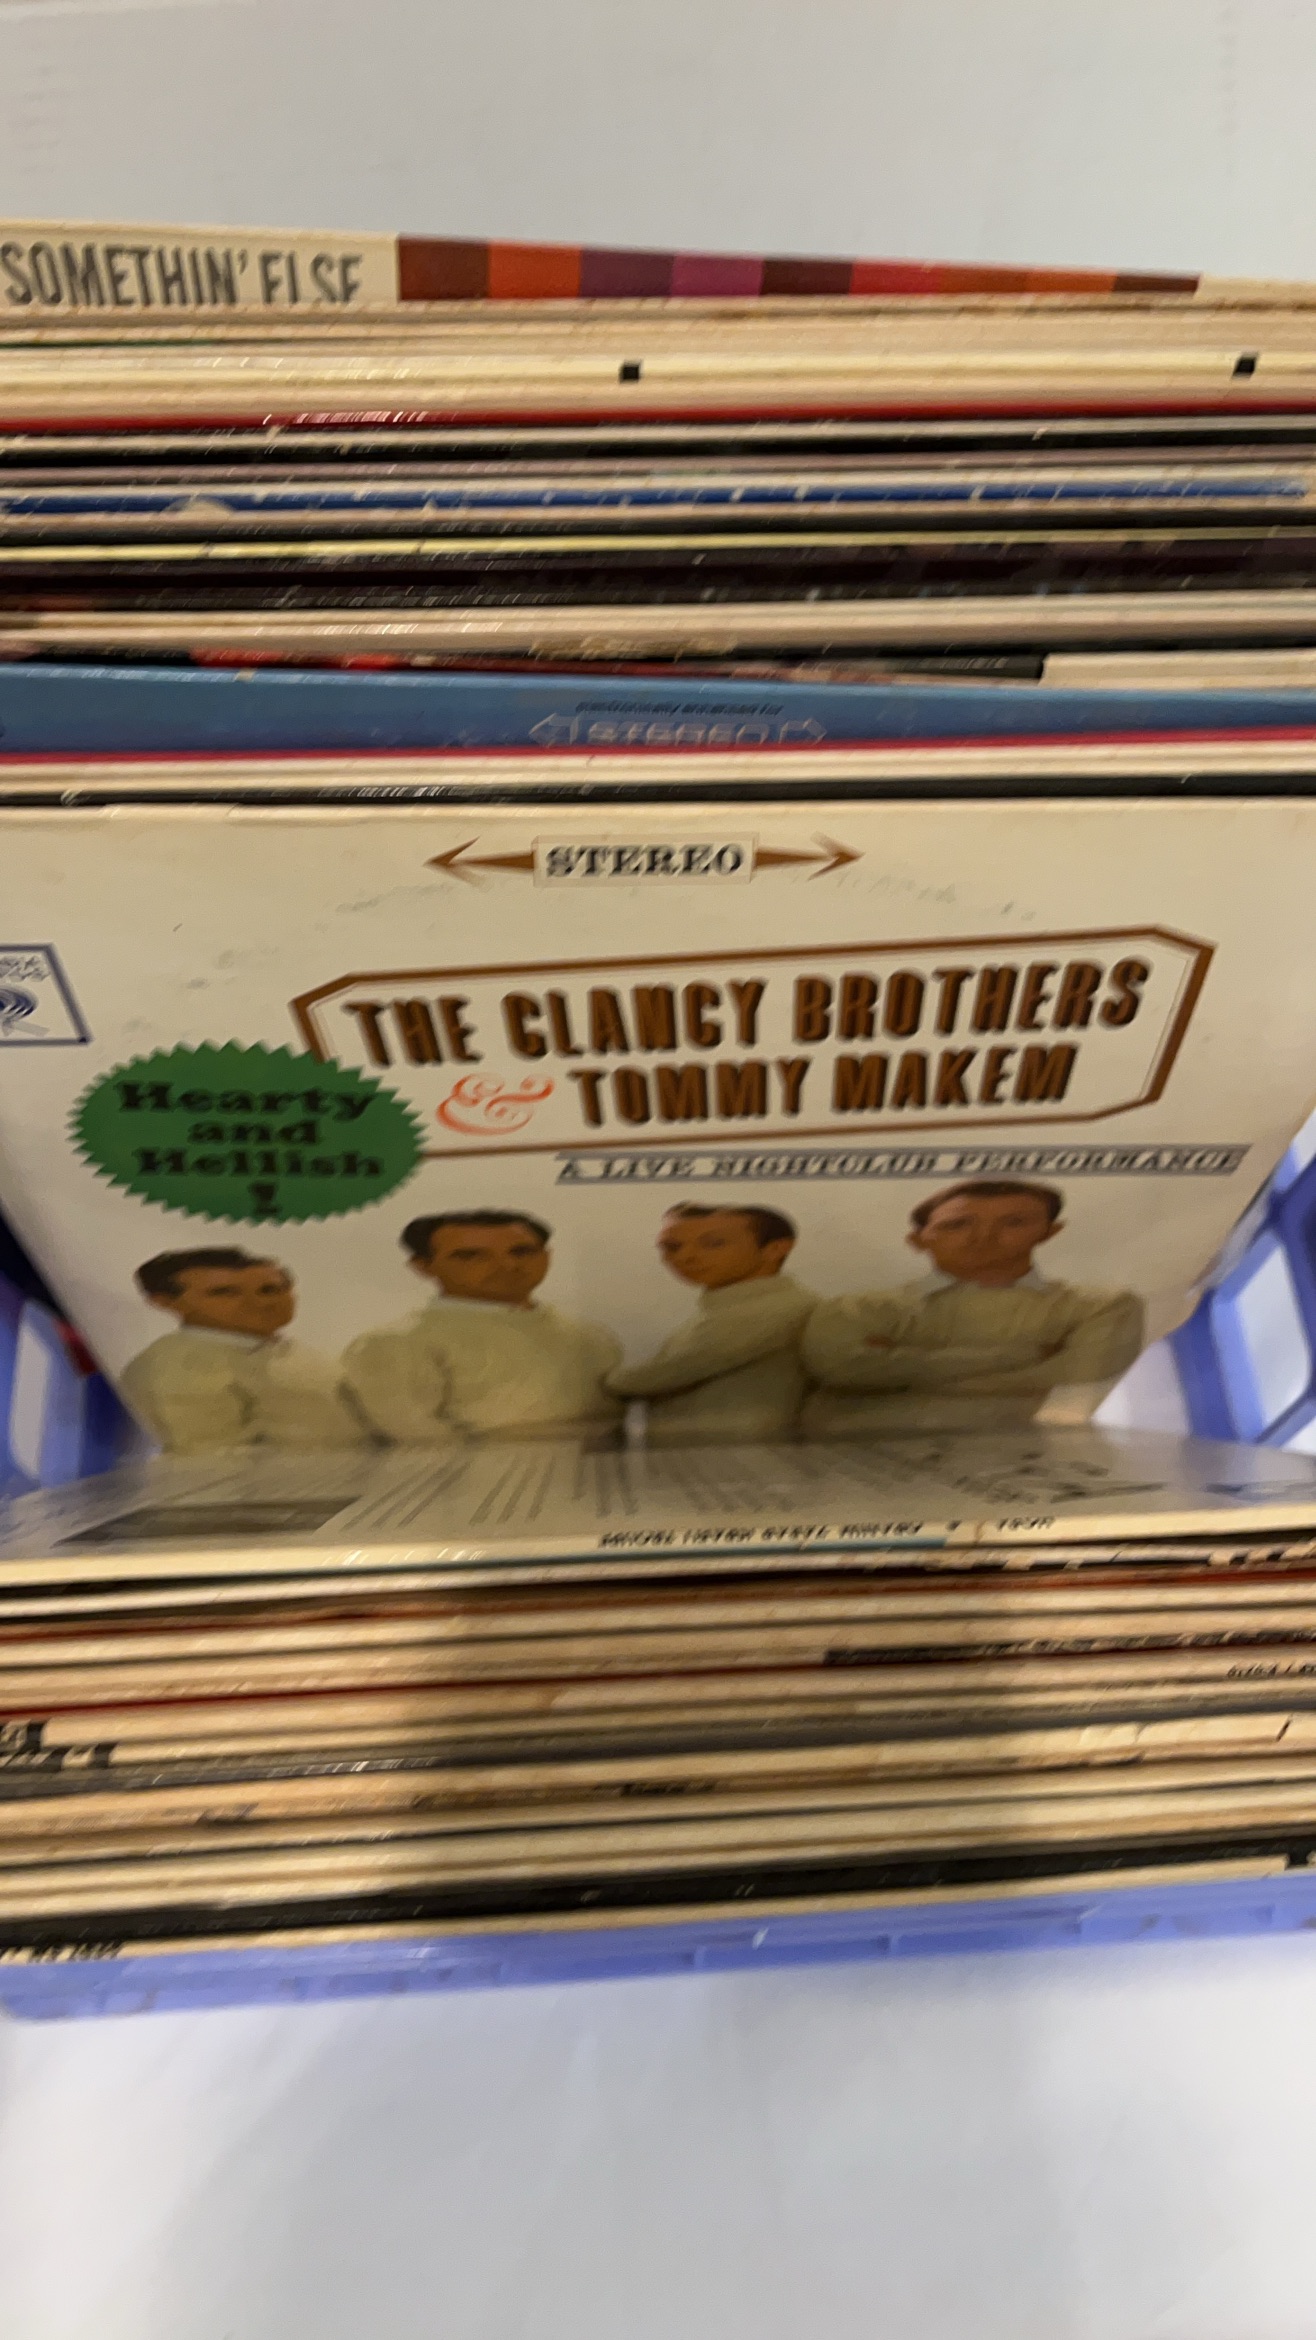 SOMETHIN' ELSE
STEREO
STEREO
THE CLANCY BROTHERS
& TOMMY MAKEM
Hearty
and
Hellish
!
A LIVE NIGHTCLUB PERFORMANCE